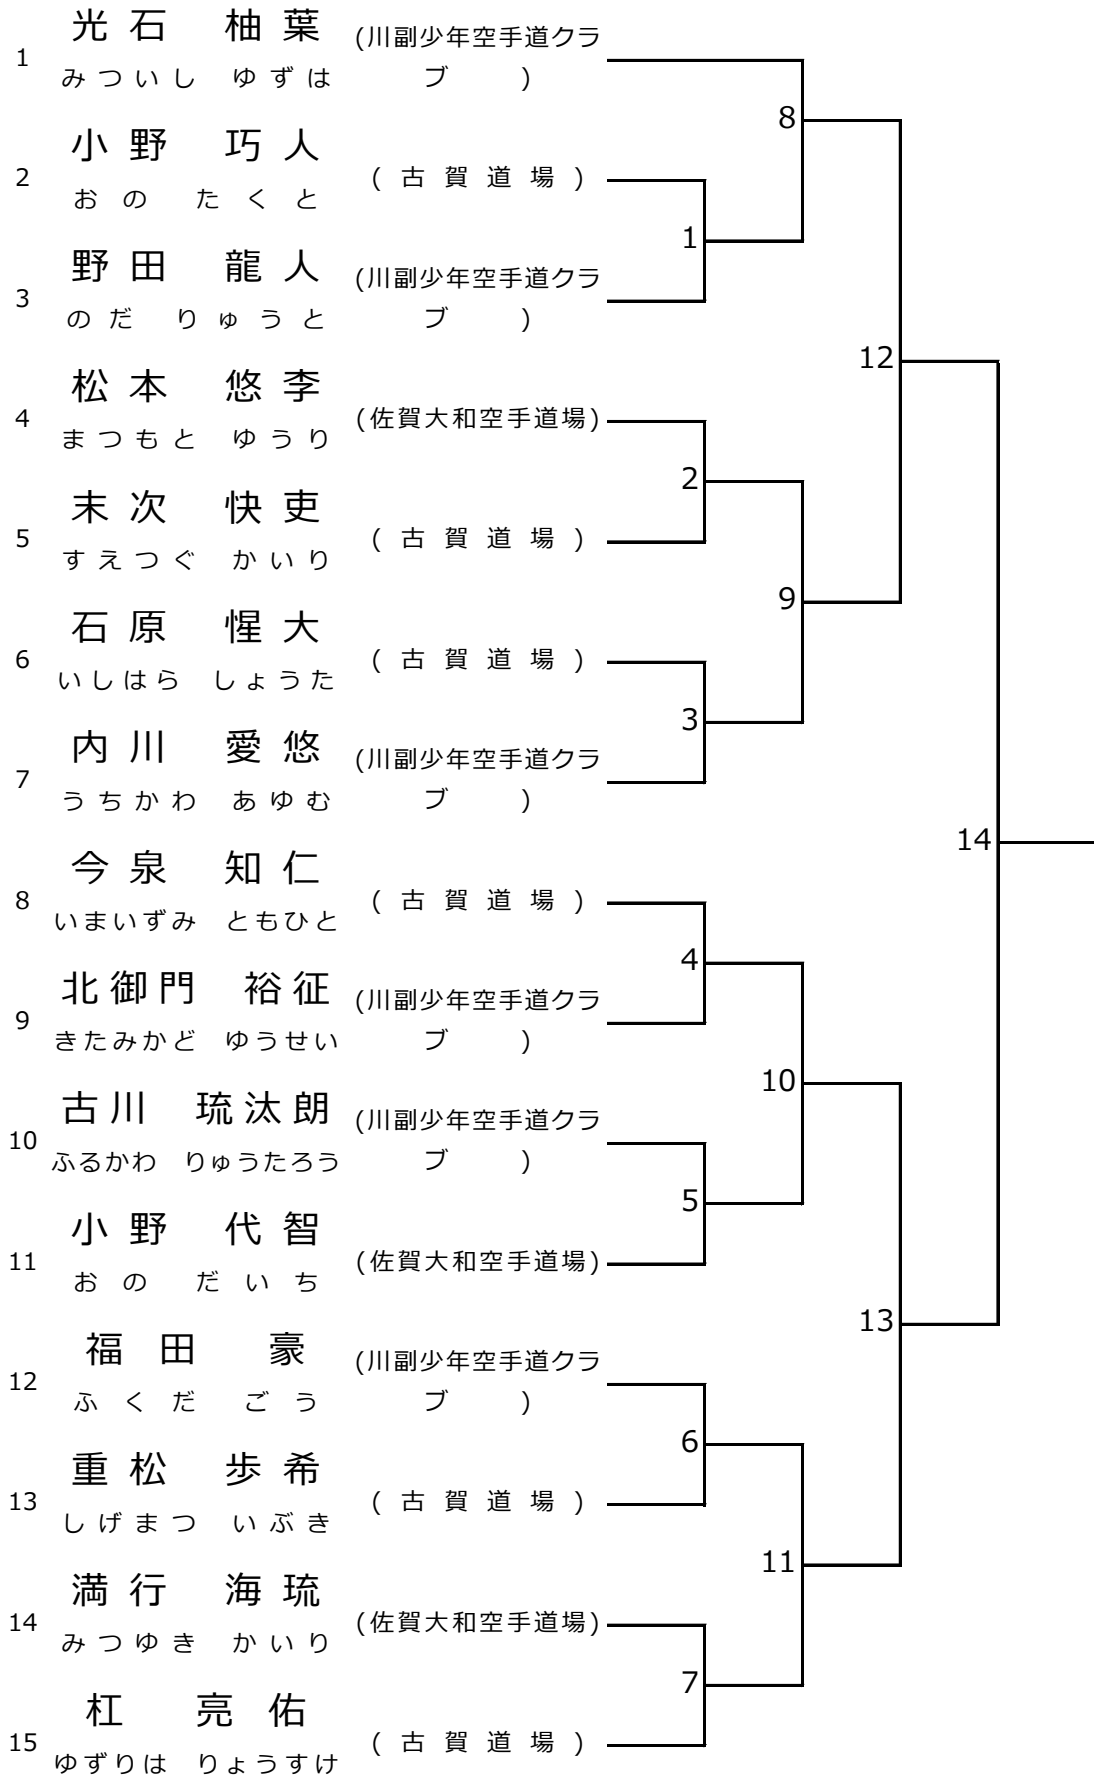 光石 柚葉 (川副少年空手道クラ
1
みついし ゆずは ブ )
8
小野 巧人
2 (古賀道場)
おの たくと
1
野田 龍人 (川副少年空手道クラ
3
のだ りゅうと ブ )
12
松本 悠李
4 (佐賀大和空手道場)
まつもと ゆうり
2
末次 快吏
5 (古賀道場)
すえつぐ かいり
9
石原 惺大
6 (古賀道場)
いしはら しょうた
3
内川 愛悠 (川副少年空手道クラ
7
うちかわ あゆむ ブ )
14
今泉 知仁
8 (古賀道場)
いまいずみ ともひと
4
北御門 裕征 (川副少年空手道クラ
9
きたみかど ゆうせい ブ )
10
古川 琉汰朗 (川副少年空手道クラ
10
ふるかわ りゅうたろう ブ )
5
小野 代智
11 (佐賀大和空手道場)
おの だいち
13
福田 豪 (川副少年空手道クラ
12
ふくだ ごう ブ )
6
重松 歩希
13 (古賀道場)
しげまつ いぶき
11
満行 海琉
14 (佐賀大和空手道場)
みつゆき かいり
7
杠 亮佑
15 (古賀道場)
ゆずりは りょうすけ